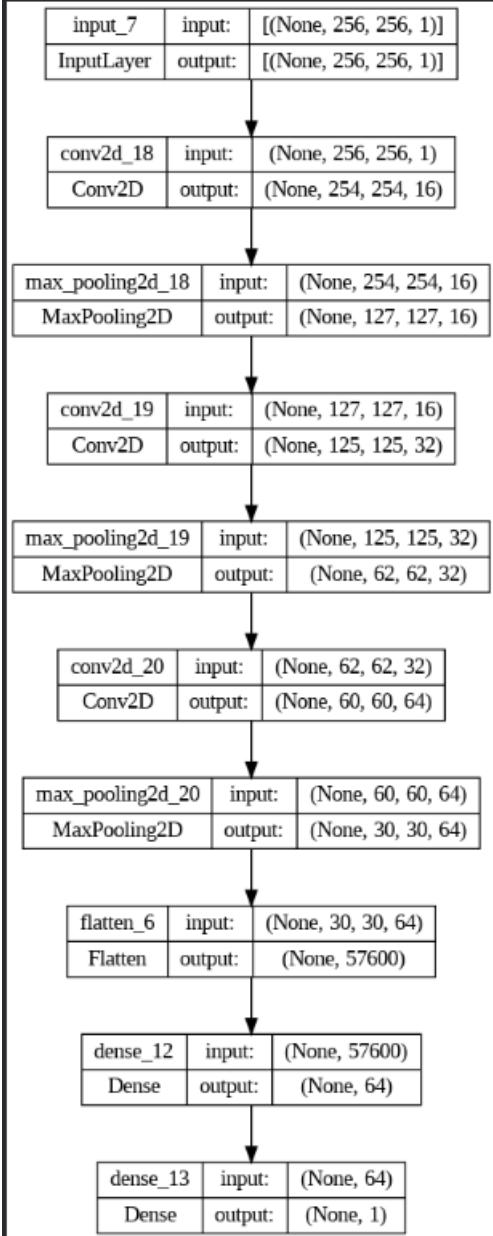 input_7 input: [(None, 256, 256, 1)]
InputLayer output: [(None, 256, 256, 1)]
conv2d_18 input: (None, 256, 256, 1)
Conv2D output: (None, 254, 254, 16)
max_pooling2d_18 input: (None, 254, 254, 16)
MaxPooling2D output: (None, 127, 127, 16)
conv2d_19 input: (None, 127, 127, 16)
Conv2D output: (None, 125, 125, 32)
max_pooling2d_19 input: (None, 125, 125, 32)
MaxPooling2D output: (None, 62, 62, 32)
conv2d_20 input: (None, 62, 62, 32)
Conv2D output: (None, 60, 60, 64)
max_pooling2d_20 input: (None, 60, 60, 64)
MaxPooling2D output: (None, 30, 30, 64)
flatten_6 input: (None, 30, 30, 64)
Flatten output: (None, 57600)
dense_12 input: (None, 57600)
Dense output: (None, 64)
dense_13 input: (None, 64)
Dense output: (None, 1)